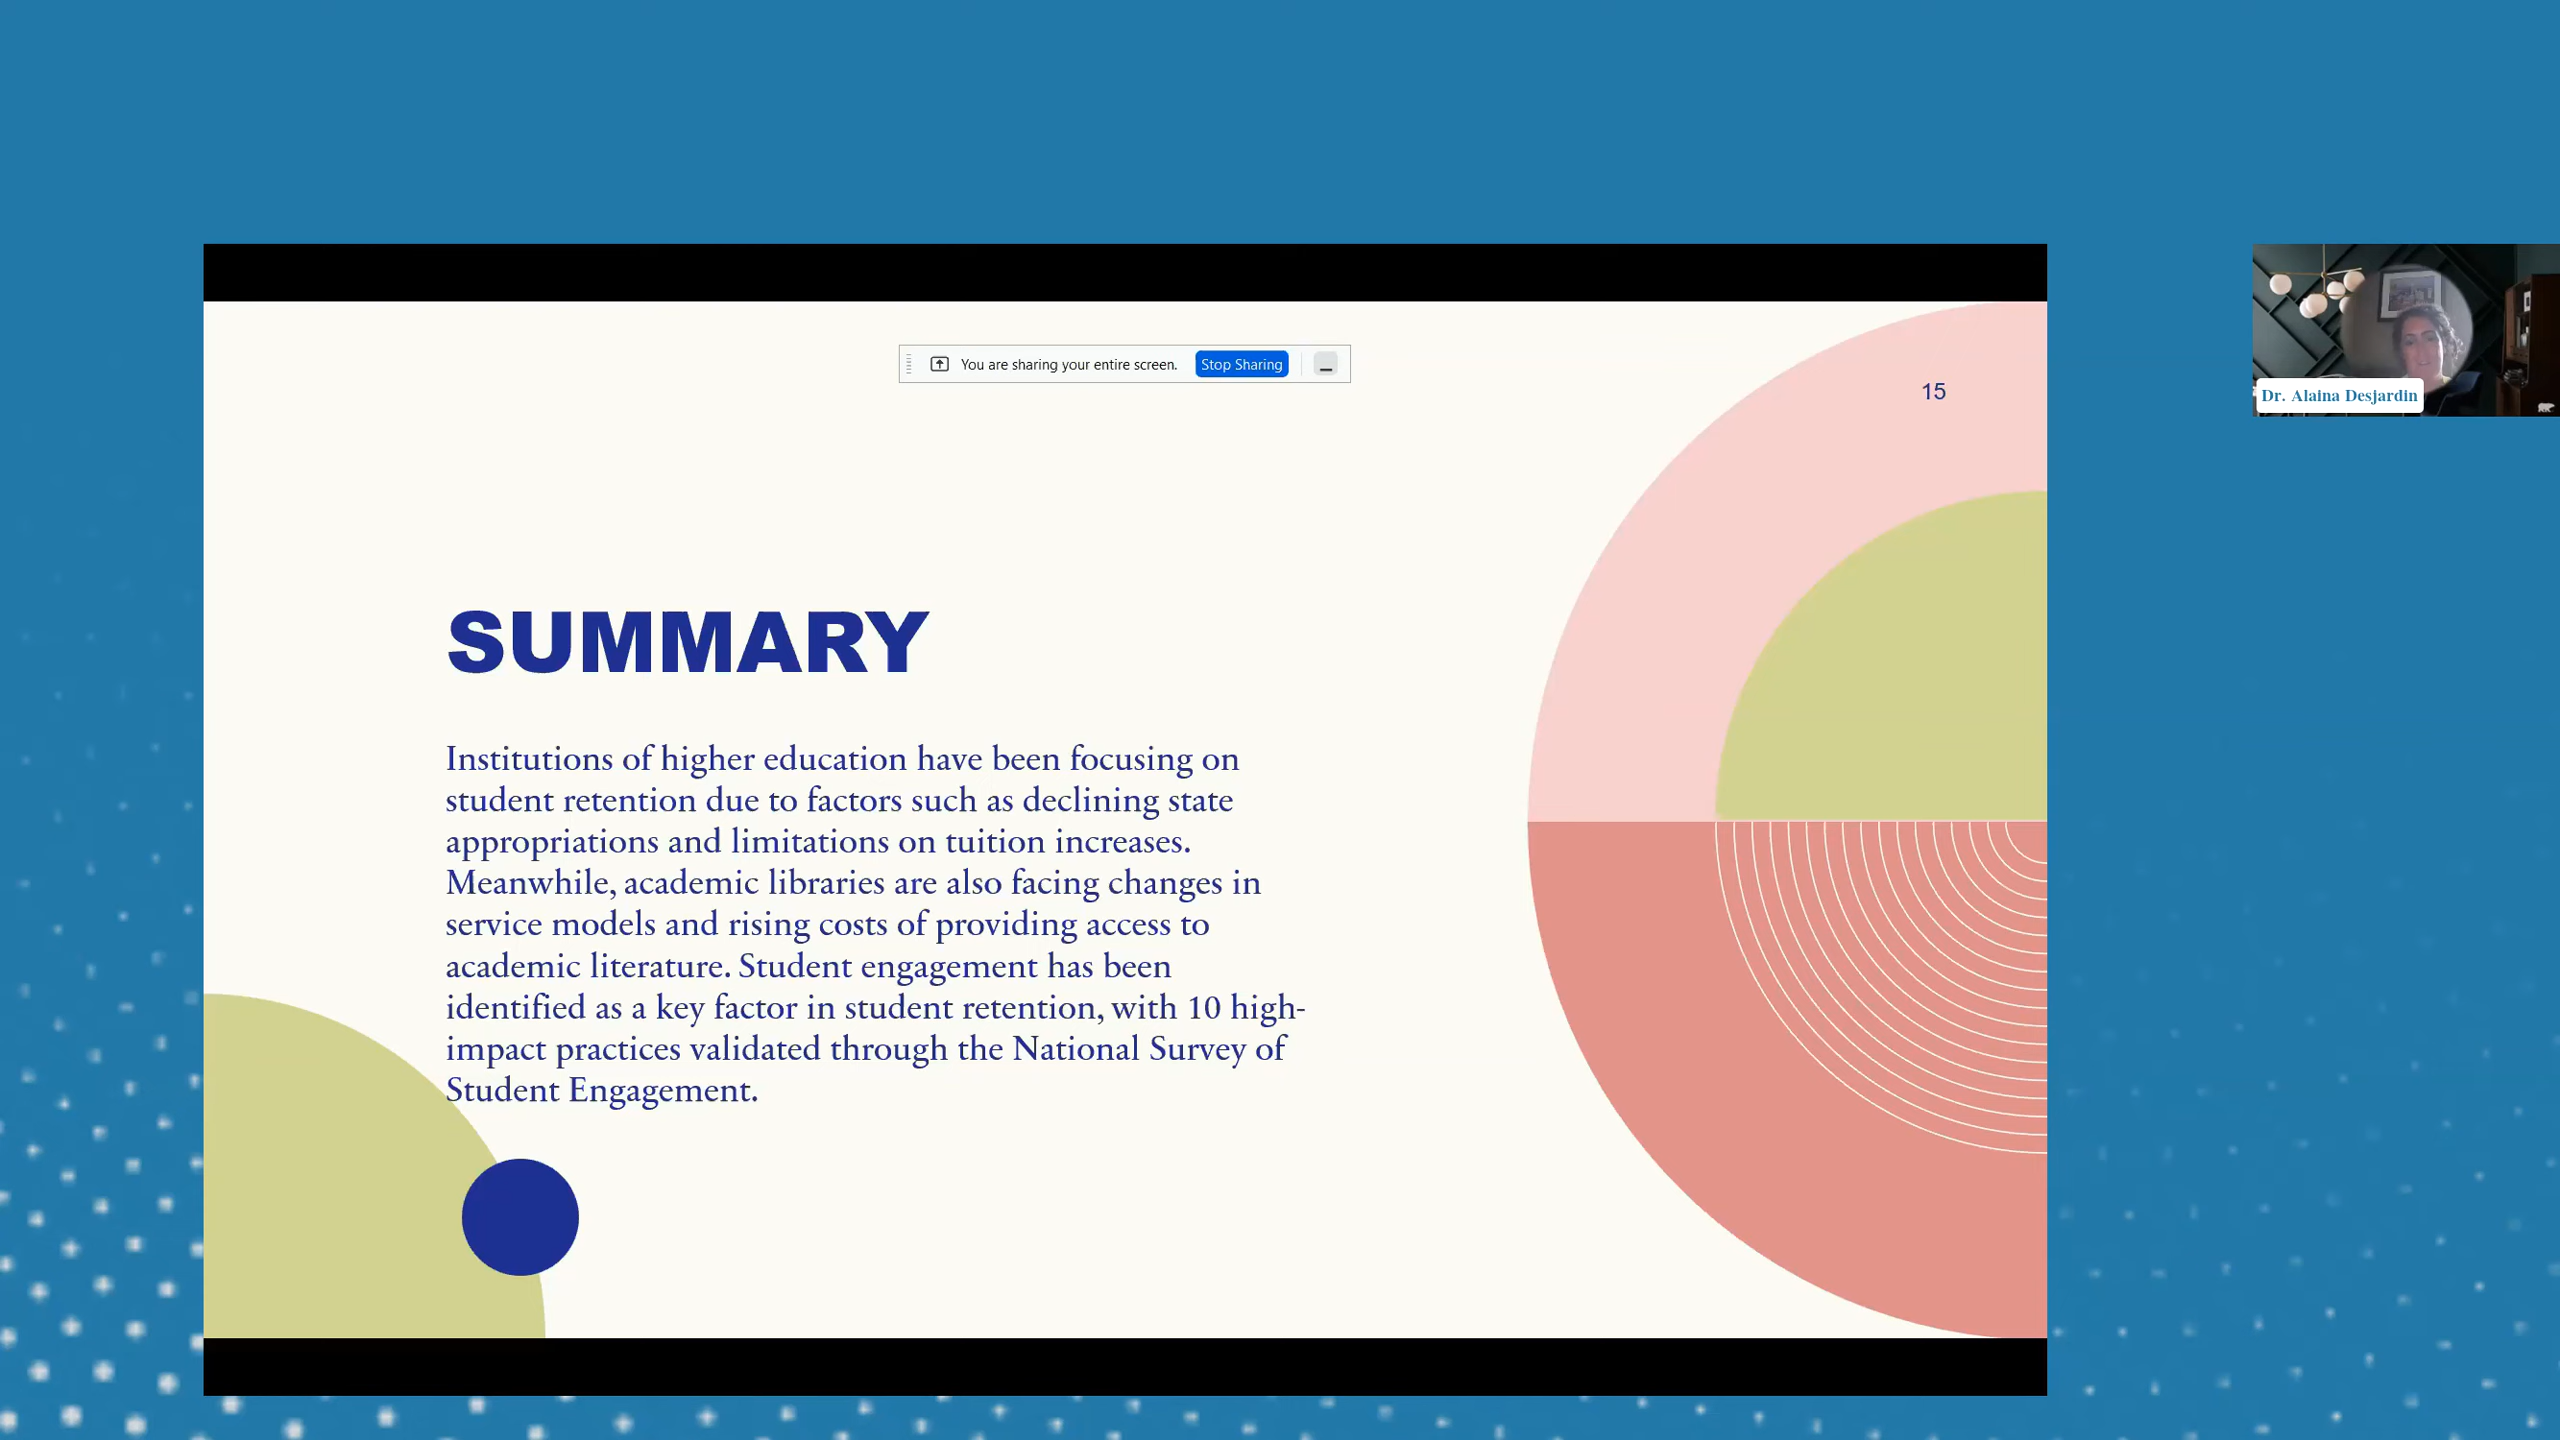 You are sharing your entire screen. Stop Sharing
15
Dr. Alaina Desjardin
SUMMARY
Institutions of higher education have been focusing on
student retention due to factors such as declining state
appropriations and limitations on tuition increases.
Meanwhile, academic libraries are also facing changes in
service models and rising costs of providing access to
academic literature. Student engagement has been
identified as a key factor in student retention, with 10 high-
impact practices validated through the National Survey of
Student Engagement.